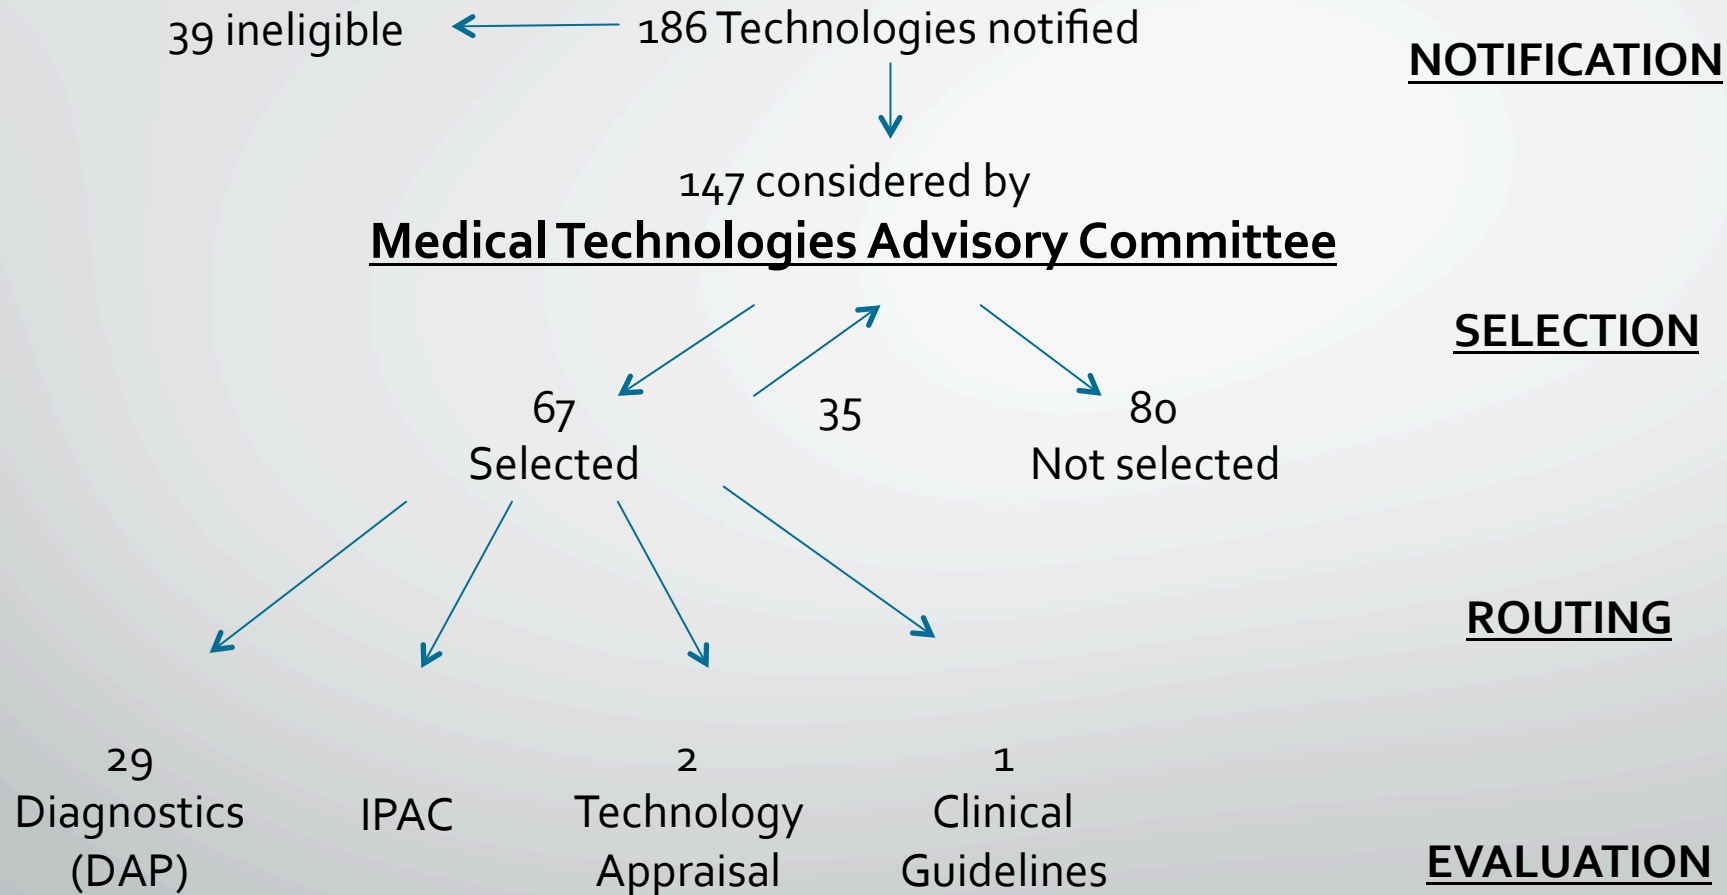 39 ineligible
186 Technologies notified
NOTIFICATION
147 considered by
Medical Technologies Advisory Committee
SELECTION
67
Selected
35
80
Not selected
ROUTING
29
Diagnostics
(DAP)
IPAC
2
Technology
Appraisal
1
Clinical
Guidelines
EVALUATION